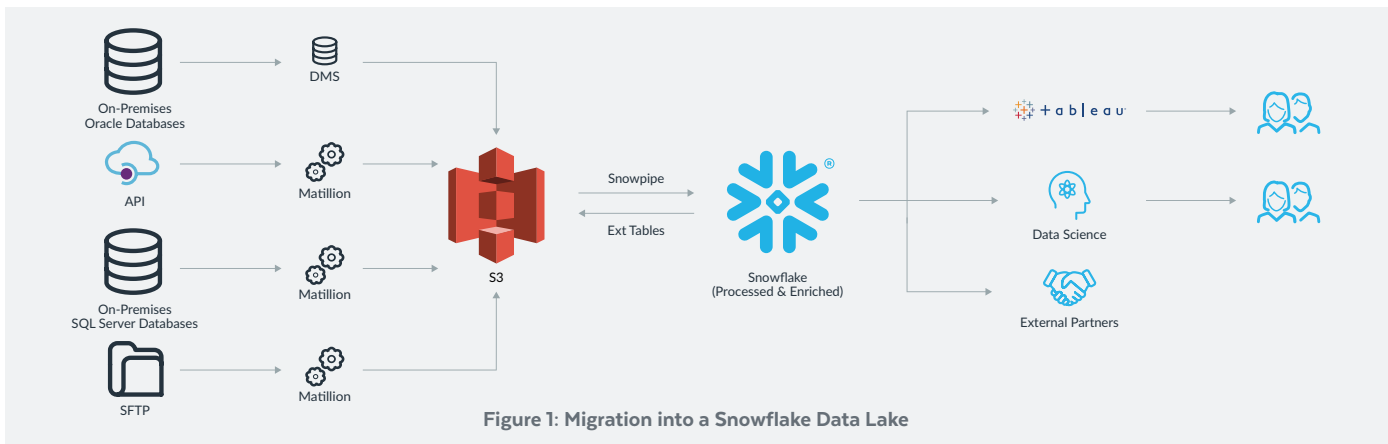 On-Premises
Oracle Databases
DMS
API
Matillion
On-Premises
SQL Server Databases
Matillion
SFTP
Matillion
S3
Snowpipe
Ext Tables
®
Snowflake
(Processed & Enriched)
+ a b l e a u
Data Science
External Partners
Figure 1: Migration into a Snowflake Data Lake